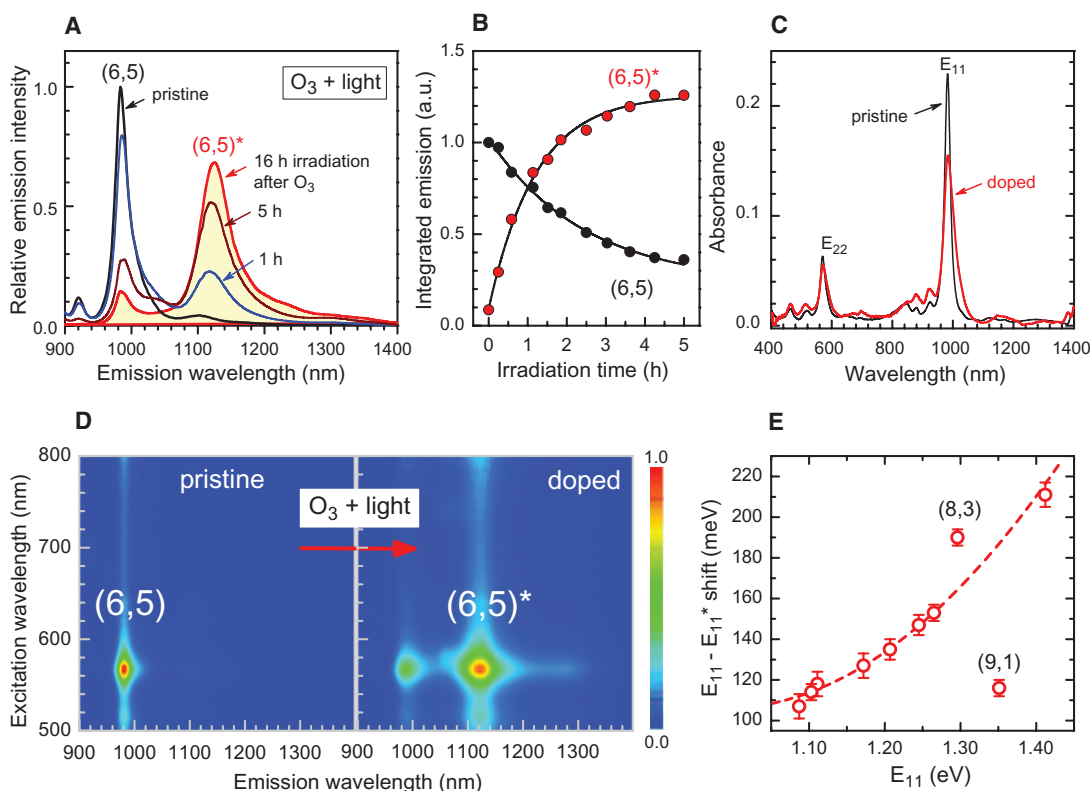 A
(6,5)
O₃ + light
pristine
(6,5)*
16 h irradiation
after O₃
5 h
1 h
Relative emission intensity
1.0
0.5
0.0
900 1000 1100 1200 1300 1400
Emission wavelength (nm)
B
(6,5)*
(6,5)
Integrated emission (a.u.)
1.5
1.0
0.5
0.0
0 1 2 3 4 5
Irradiation time (h)
C
E₁₁
pristine
doped
E₂₂
Absorbance
0.2
0.1
0.0
400 600 800 1000 1200 1400
Wavelength (nm)
D
pristine
doped
O₃ + light
(6,5)
(6,5)*
Excitation wavelength (nm)
800
700
600
500
900 1000 1100 1200 1300 900 1000 1100 1200 1300
Emission wavelength (nm)
1.0
0.0
E
(8,3)
(9,1)
E₁₁ - E₁₁* shift (meV)
220
200
180
160
140
120
100
1.10 1.20 1.30 1.40
E₁₁ (eV)